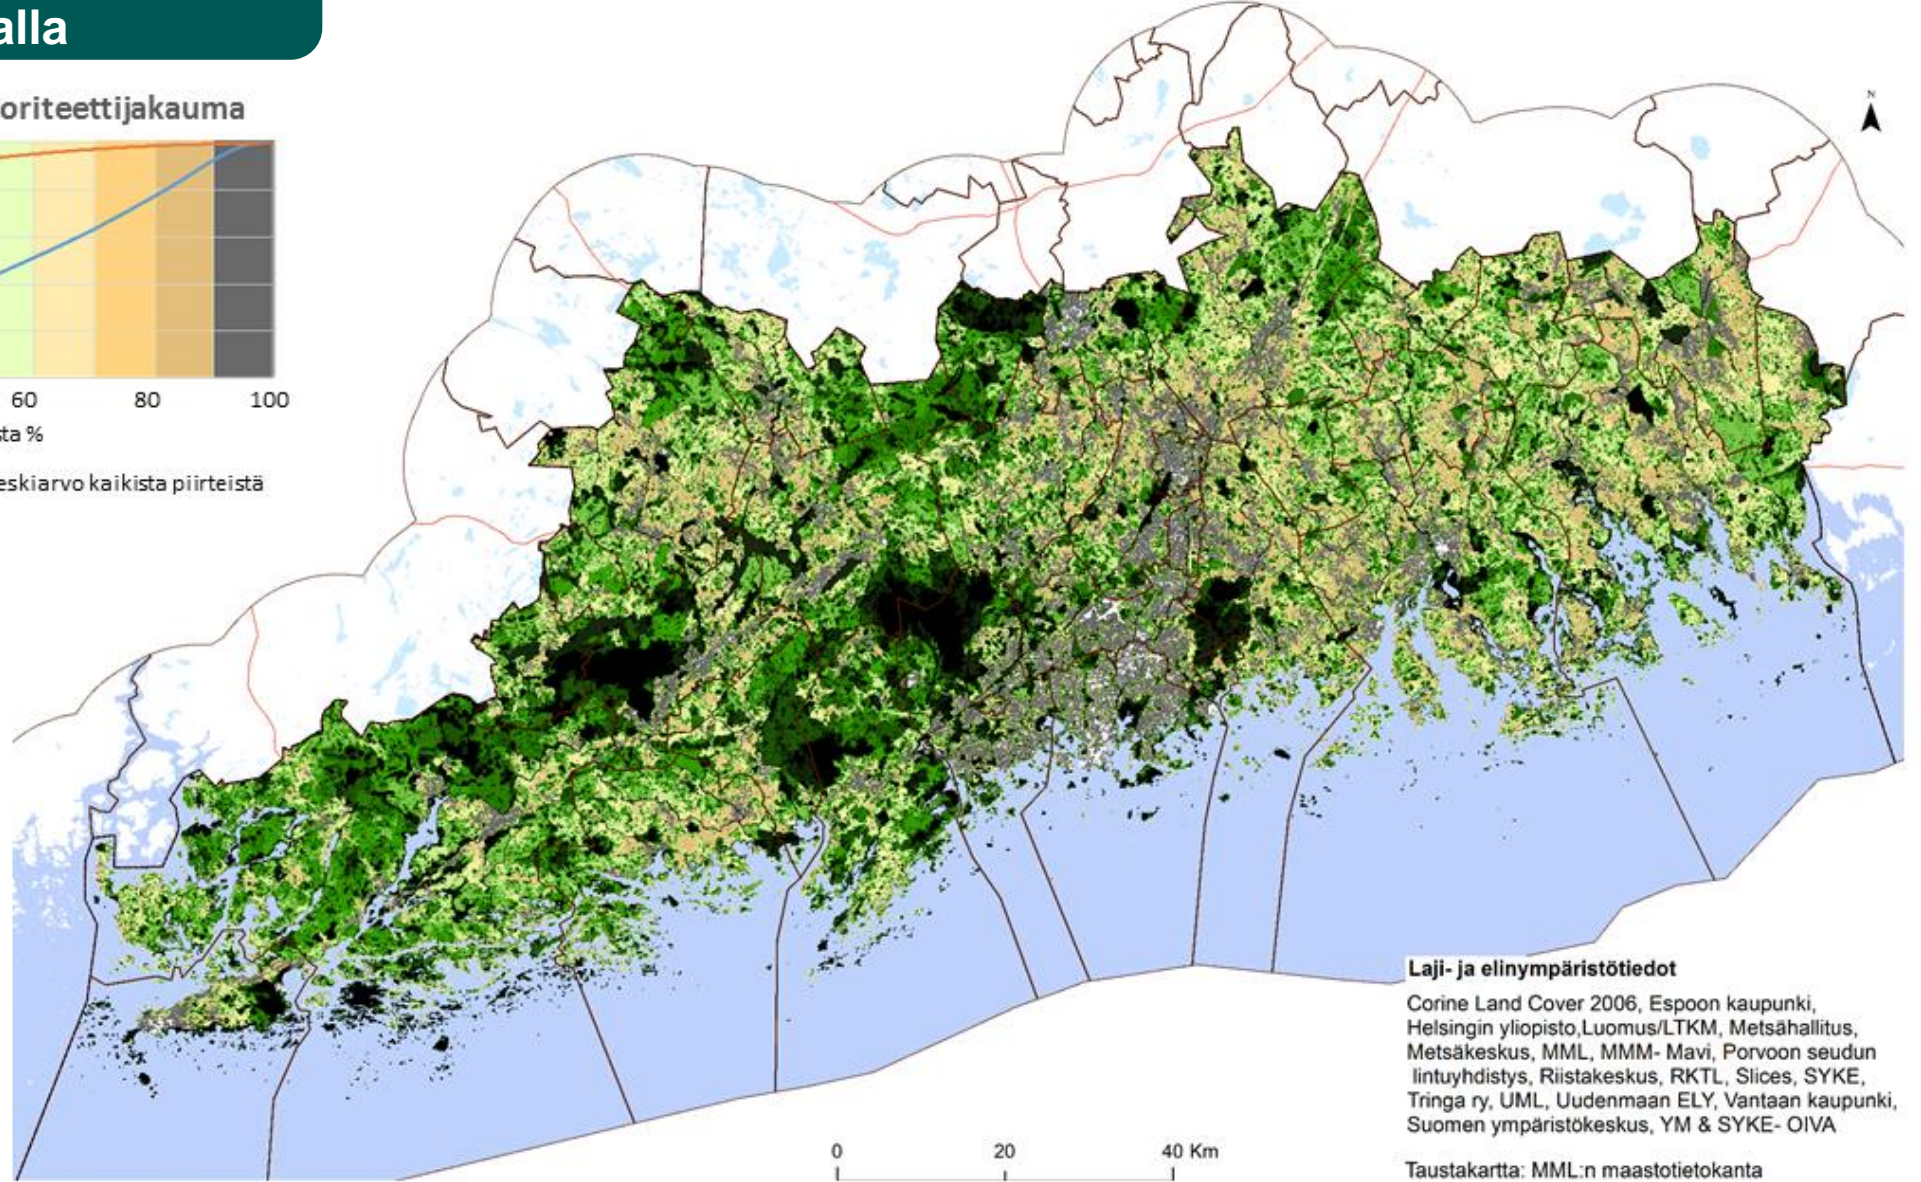 alla
oriteettijakauma
60 80 100
sta %
eskiarvo kaikista piirteistä
N
Laji- ja elinympäristötiedot
Corine Land Cover 2006, Espoon kaupunki,
Helsingin yliopisto,Luomus/LTKM, Metsähallitus,
Metsäkeskus, MML, MMM- Mavi, Porvoon seudun
lintuyhdistys, Riistakeskus, RKTL, Slices, SYKE,
Tringa ry, UML, Uudenmaan ELY, Vantaan kaupunki,
Suomen ympäristökeskus, YM & SYKE- OIVA
Taustakartta: MML:n maastotietokanta
0 20 40 Km